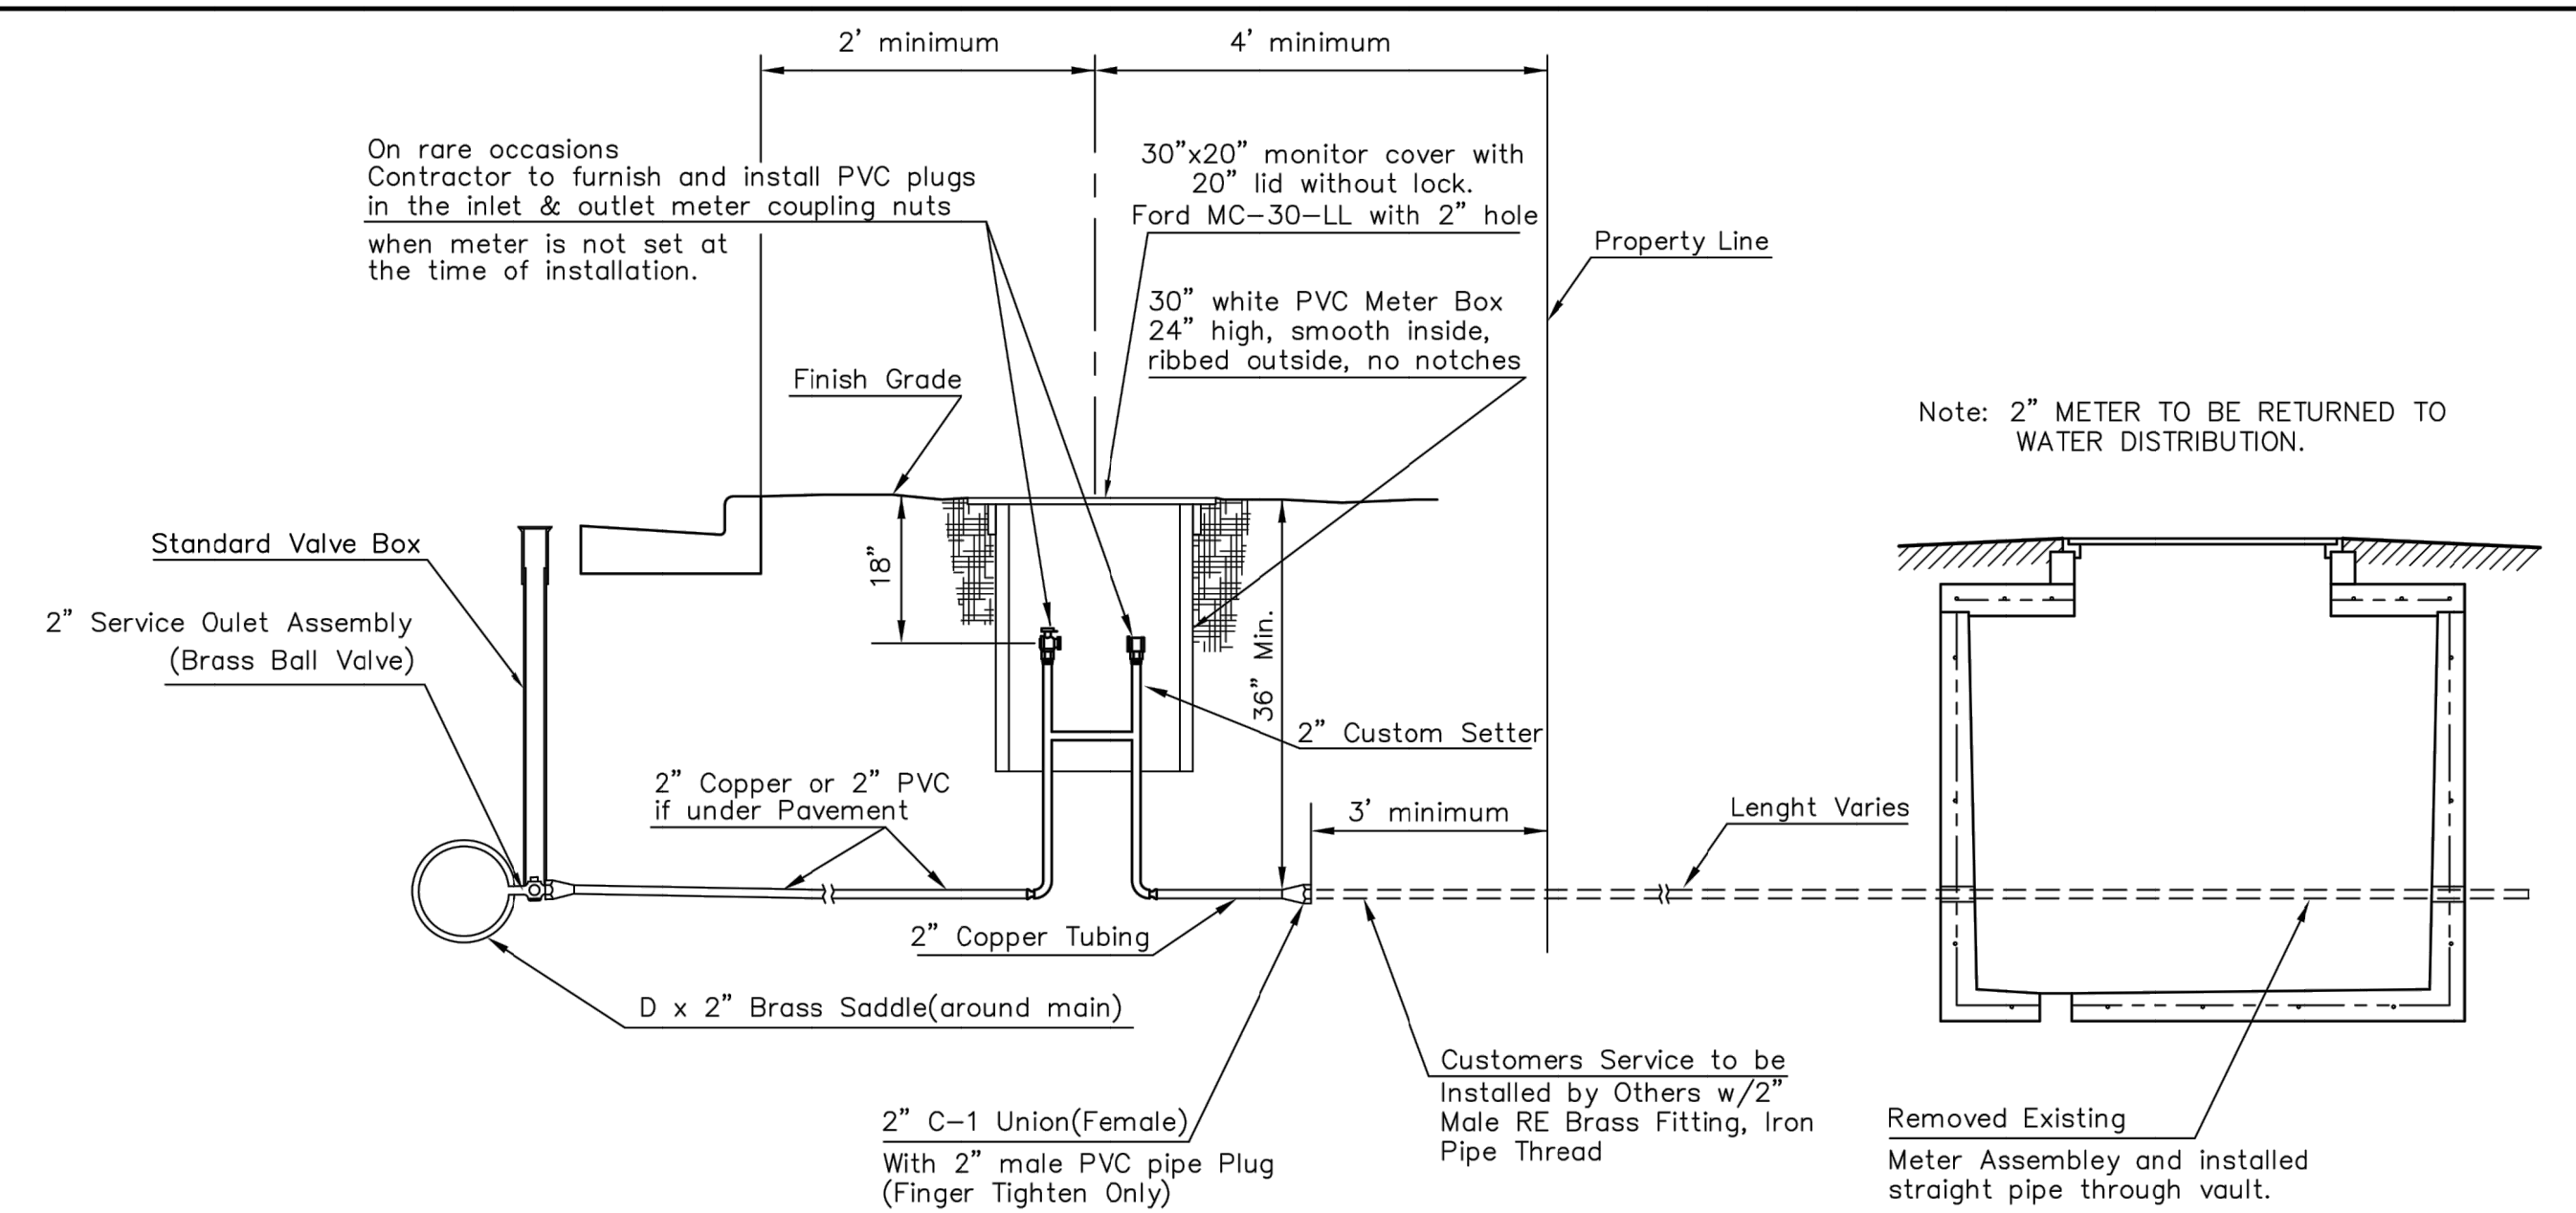 2’ minimum
4’ minimum
On rare occasions
Contractor to furnish and install PVC plugs
in the inlet & outlet meter coupling nuts
when meter is not set at
the time of installation.
30”x20” monitor cover with
20” lid without lock.
Ford MC-30-LL with 2” hole
Property Line
30” white PVC Meter Box
24” high, smooth inside,
ribbed outside, no notches
Finish Grade
Note: 2” METER TO BE RETURNED TO
WATER DISTRIBUTION.
Standard Valve Box
18”
2” Service Oulet Assembly
(Brass Ball Valve)
36” Min.
2” Custom Setter
2” Copper or 2” PVC
if under Pavement
3’ minimum
Lenght Varies
2” Copper Tubing
D x 2” Brass Saddle(around main)
Customers Service to be
Installed by Others w/2”
Male RE Brass Fitting, Iron
Pipe Thread
2” C-1 Union(Female)
With 2” male PVC pipe Plug
(Finger Tighten Only)
Removed Existing
Meter Assembley and installed
straight pipe through vault.